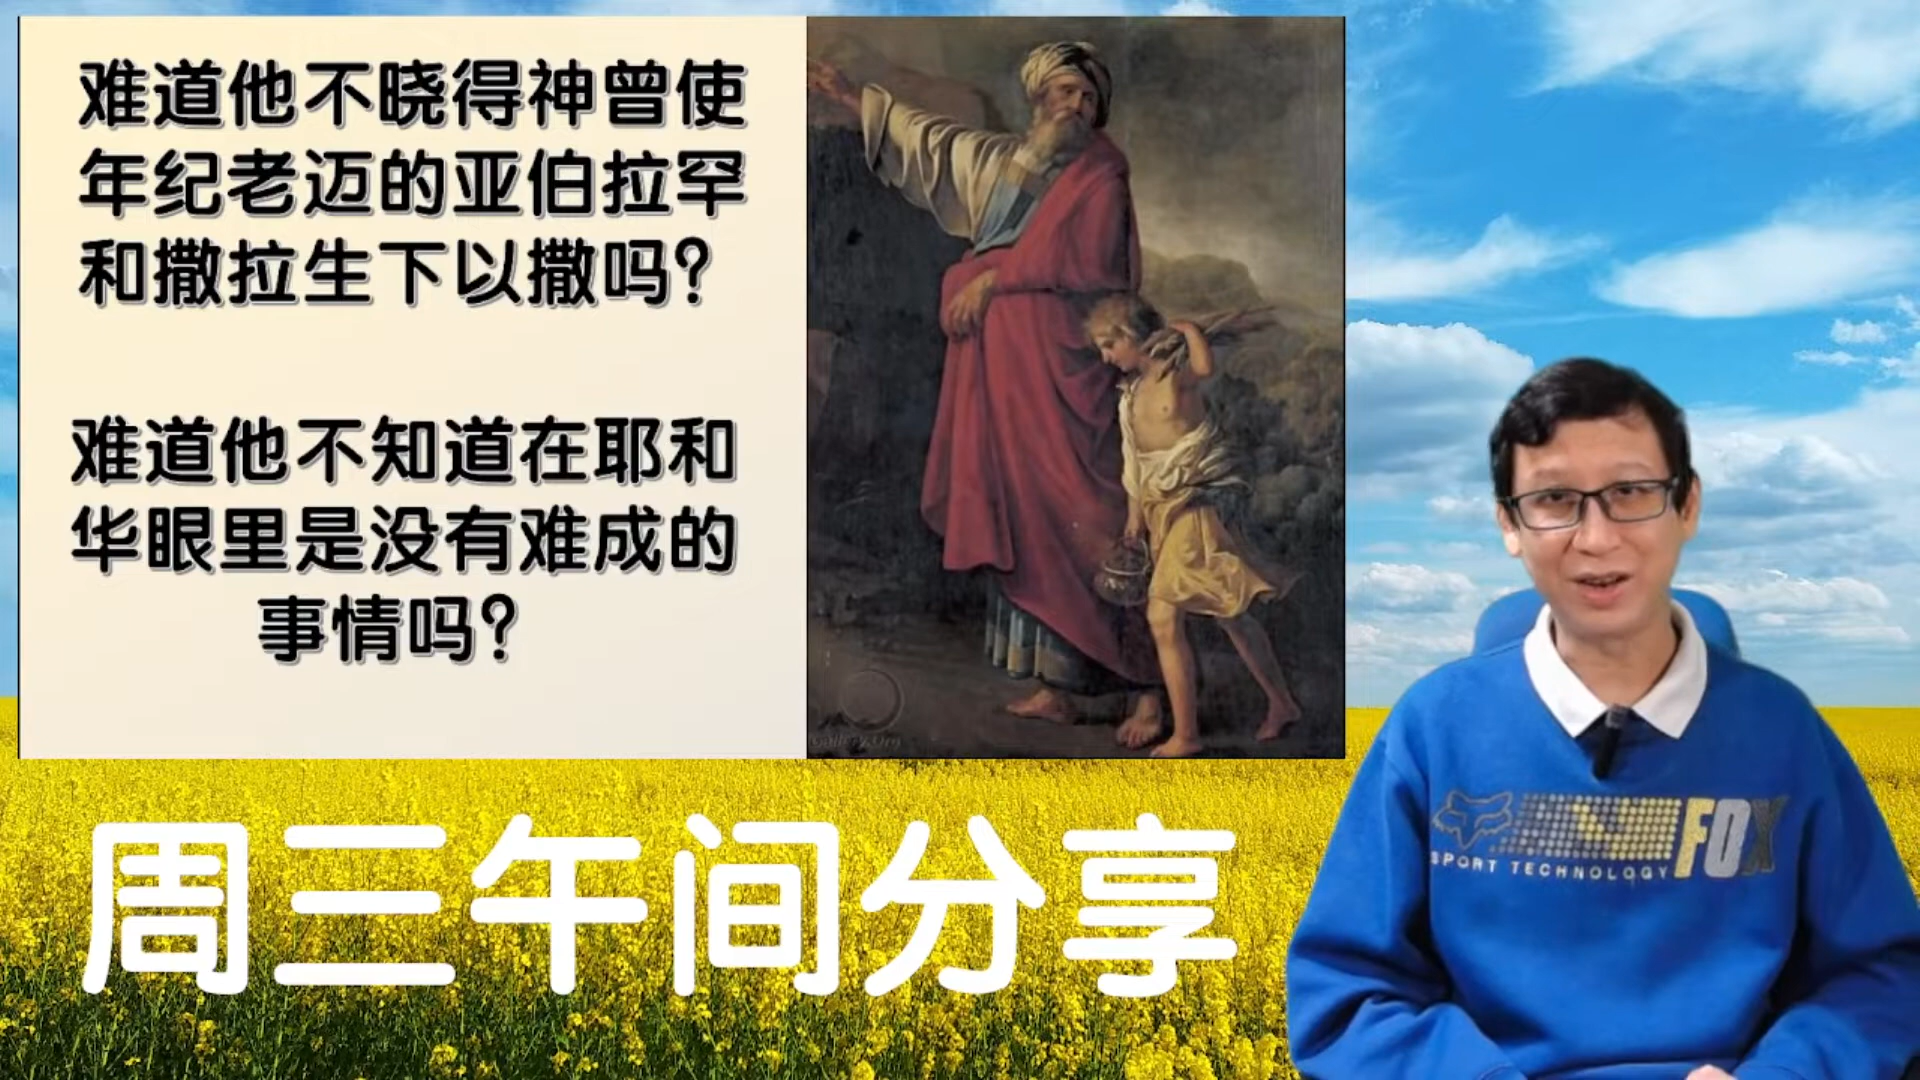 难道他不晓得神曾使
年纪老迈的亚伯拉罕
和撒拉生下以撒吗?
难道他不知道在耶和
华眼里是没有难成的
事情吗?
周三午间分享
FOX
SPORT TECHNOLOGY